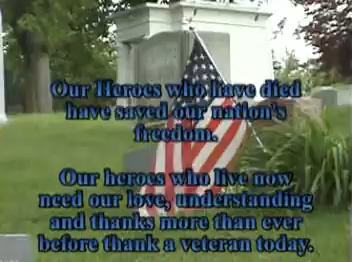 Our Heroes who have died
have saved our nation's
freedom.
Our heroes who live now
need our love, understanding
and thanks more than ever
before thank a veteran today.